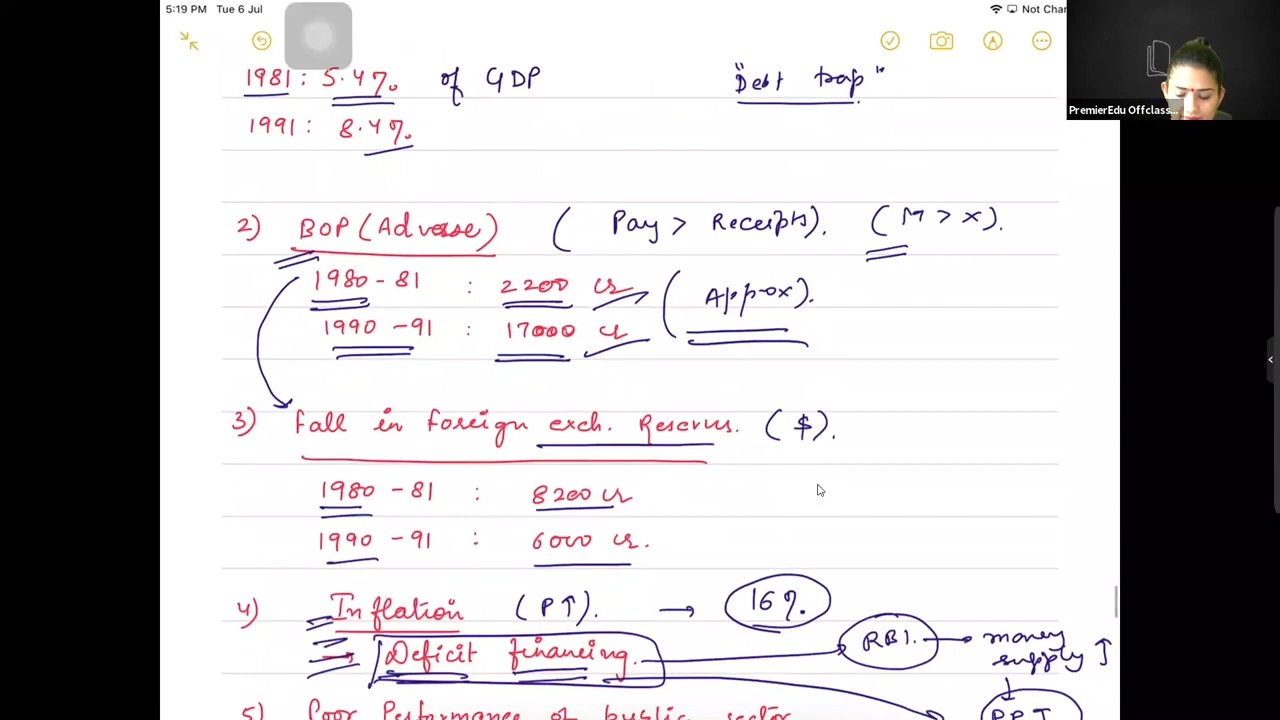 5:19 PM Tue 6 Jul
Not Char
PremierEdu Offclass...
1981 : 5.4%. of GDP "Debt trap"
1991 : 8.4%.
2) BOP (Adverse) ( Pay > Receipts). (M > X).
1980 - 81 : 2200 cr (Approx).
1990 - 91 : 17000 cr
3) Fall in foreign exch. Reserves. ($).
1980 - 81 : 8200 cr
1990 - 91 : 6000 cr.
4) Inflation (P↑). → 16%.
→ Deficit financing. RBI. → money supply ↑
5) Poor Performance of public sector